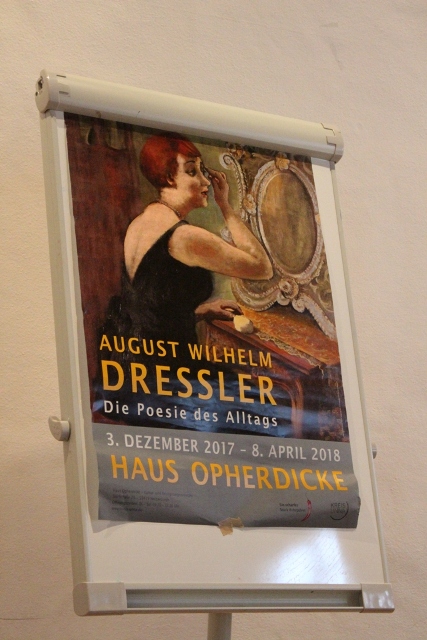 AUGUST WILHELM
DRESSLER
Die Poesie des Alltags
3. DEZEMBER 2017 – 8. APRIL 2018
HAUS OPHERDICKE